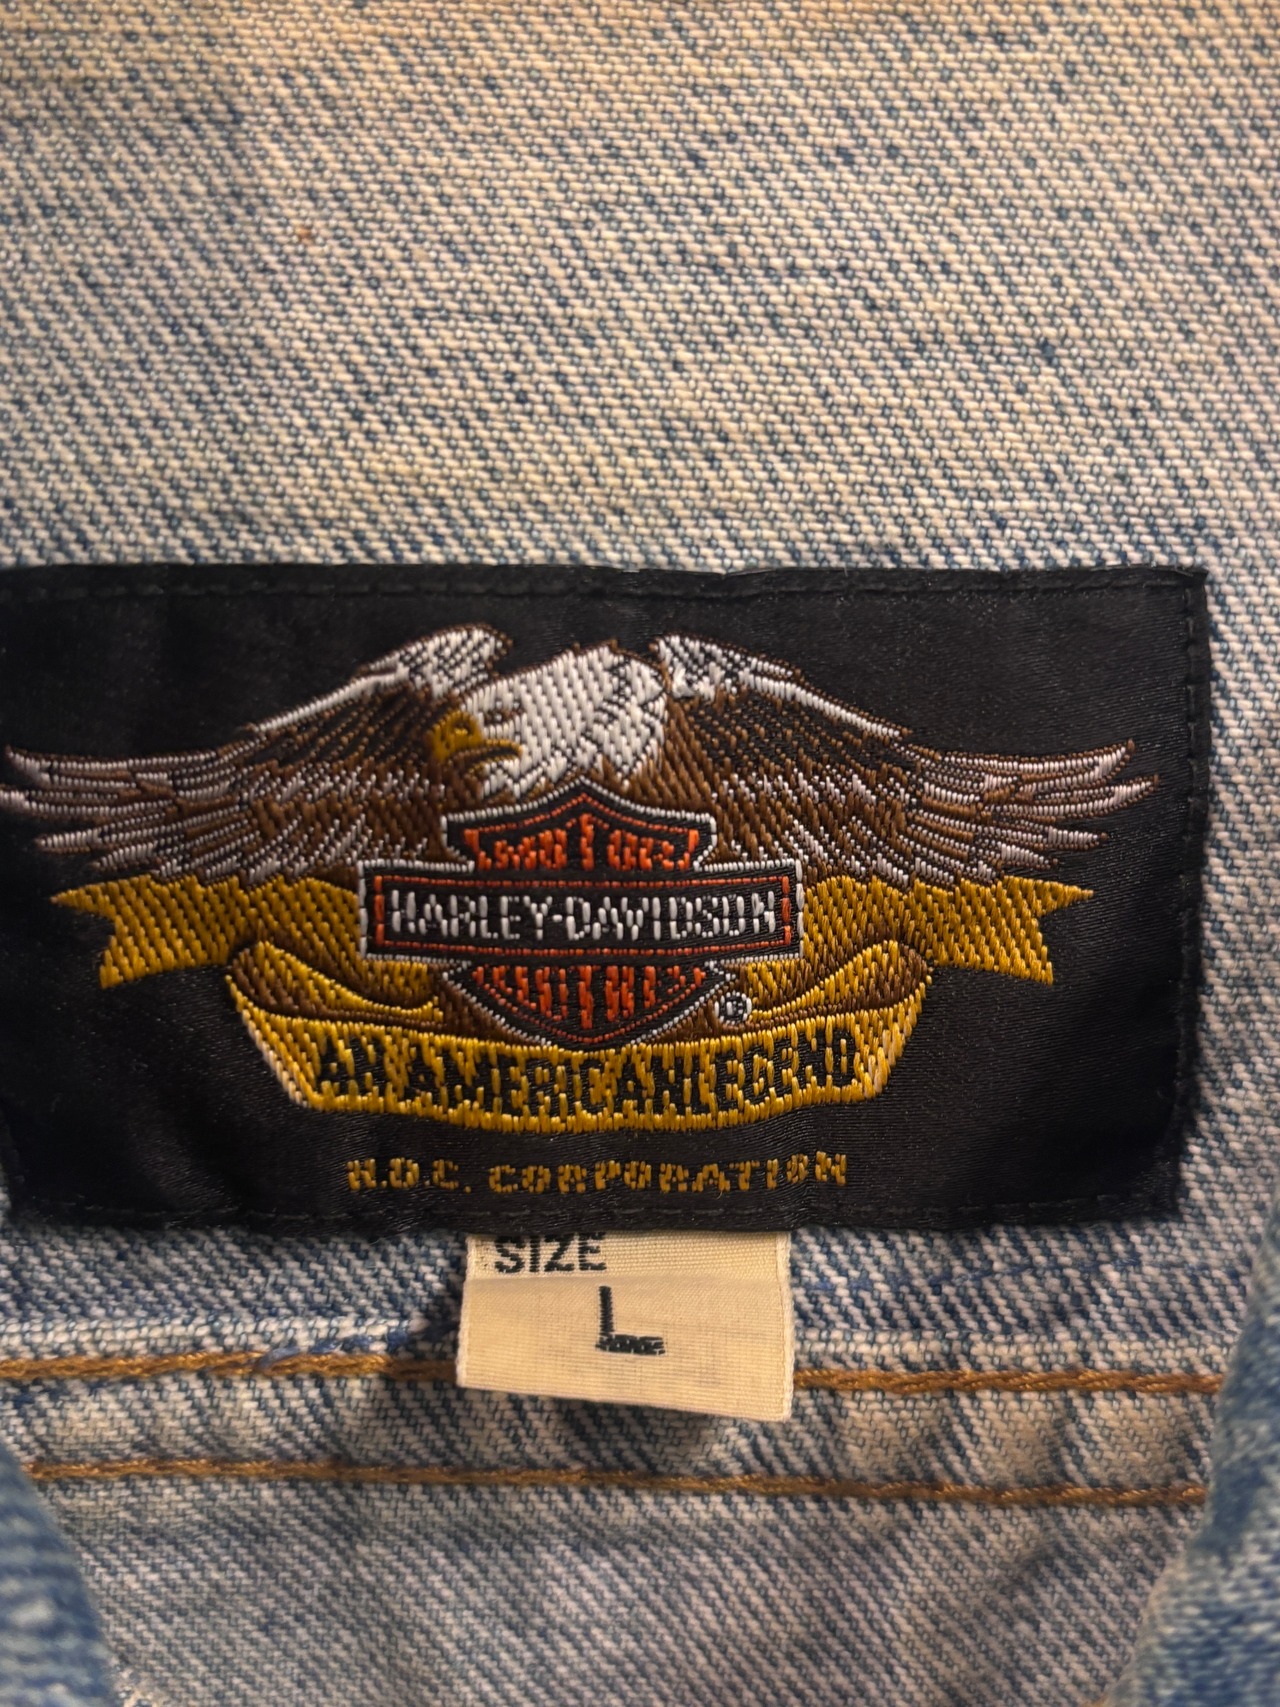 MOTOR
HARLEY-DAVIDSON
CYCLES
®
AN AMERICAN LEGEND
H.D.C. CORPORATION
SIZE
L